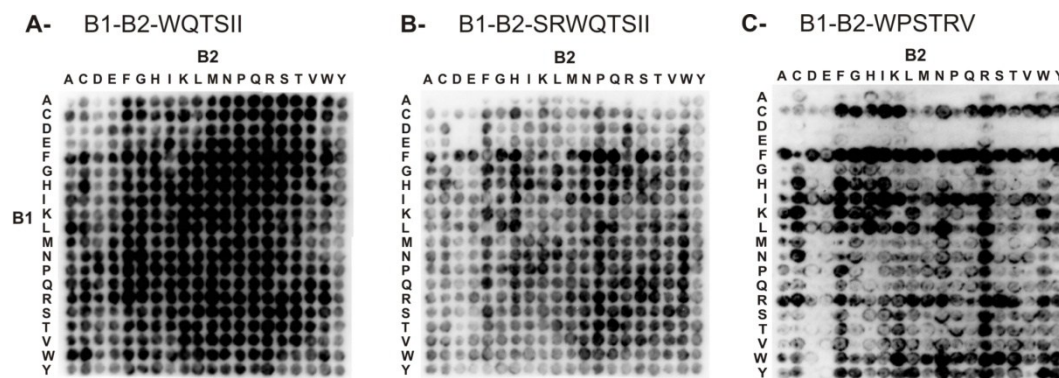 A- B1-B2-WQTSII
B2
A C D E F G H I K L M N P Q R S T V W Y
B1
A
C
D
E
F
G
H
I
K
L
M
N
P
Q
R
S
T
V
W
Y
B- B1-B2-SRWQTSII
B2
A C D E F G H I K L M N P Q R S T V W Y
A
C
D
E
F
G
H
I
K
L
M
N
P
Q
R
S
T
V
W
Y
C- B1-B2-WPSTRV
B2
A C D E F G H I K L M N P Q R S T V W Y
A
C
D
E
F
G
H
I
K
L
M
N
P
Q
R
S
T
V
W
Y